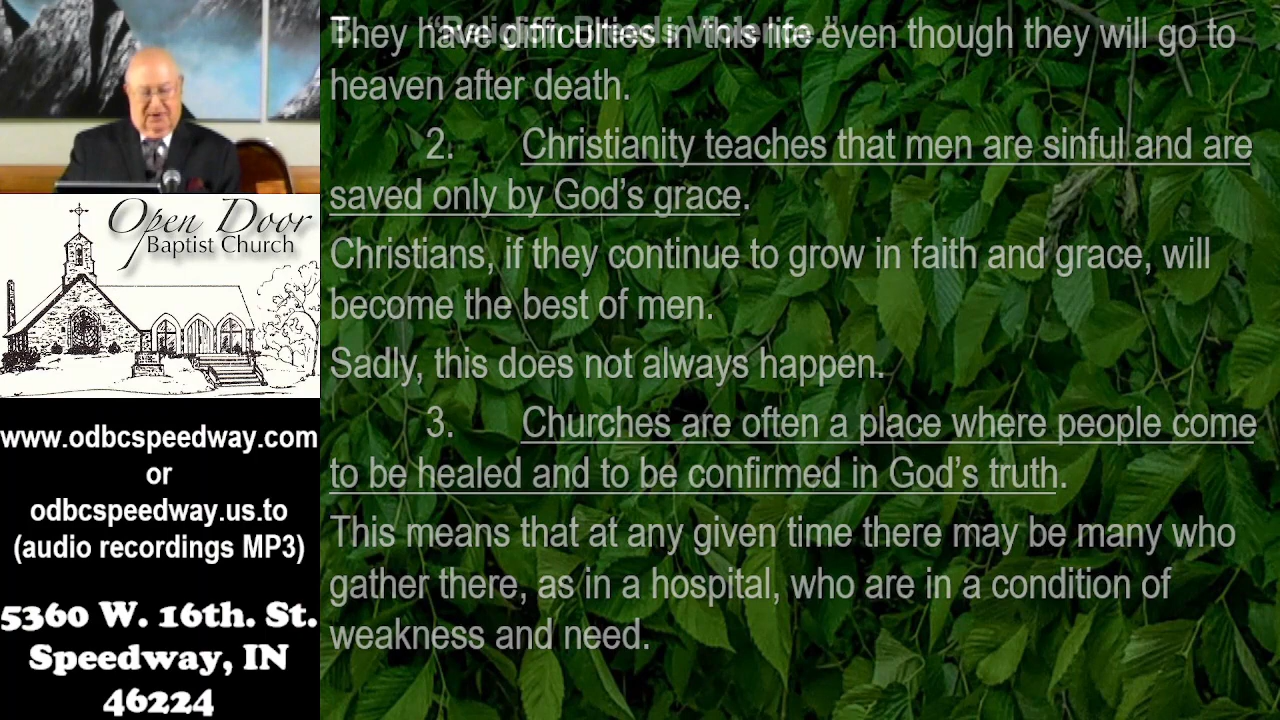 Open Door
Baptist Church
www.odbcspeedway.com
or
odbcspeedway.us.to
(audio recordings MP3)
5360 W. 16th. St.
Speedway, IN
46224
They have difficulties in this life even though they will go to
heaven after death.
2. Christianity teaches that men are sinful and are
saved only by God’s grace.
Christians, if they continue to grow in faith and grace, will
become the best of men.
Sadly, this does not always happen.
3. Churches are often a place where people come
to be healed and to be confirmed in God’s truth.
This means that at any given time there may be many who
gather there, as in a hospital, who are in a condition of
weakness and need.